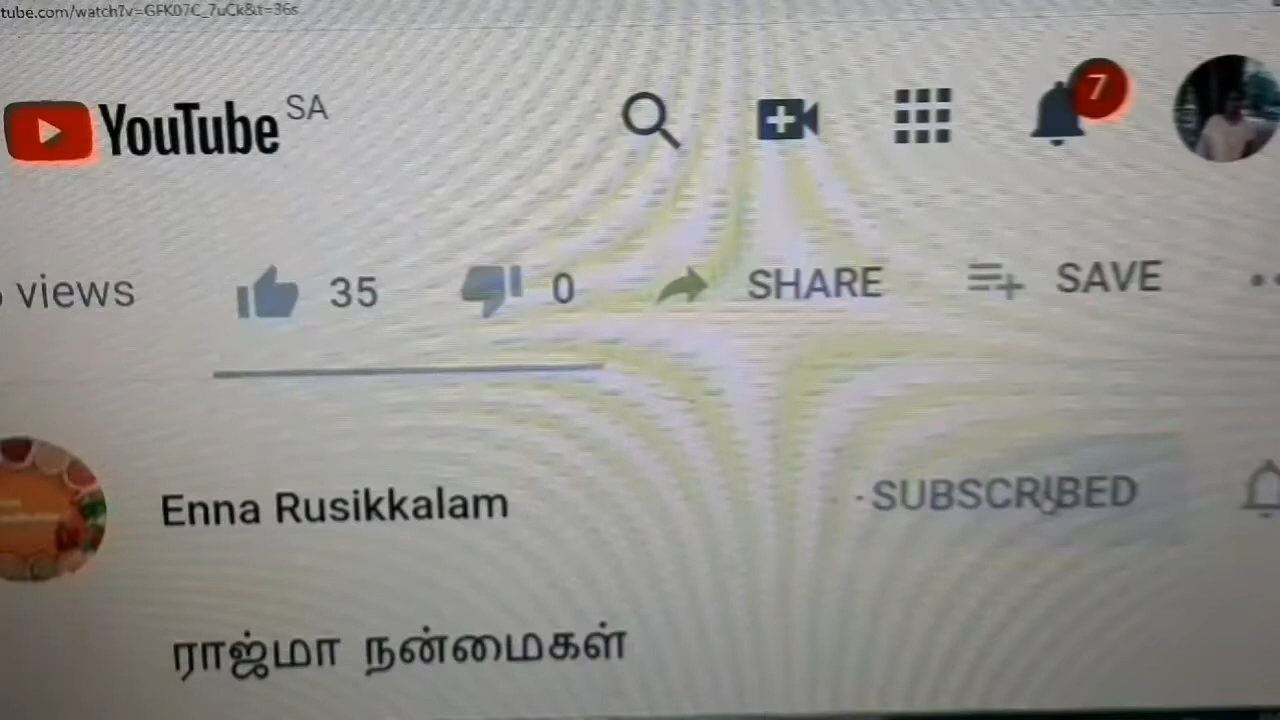 tube.com/watch?v=GFK07C_7uCk&t=36s
YouTube SA
7
views 35 0 SHARE SAVE
Enna Rusikkalam SUBSCRIBED
ராஜ்மா நன்மைகள்